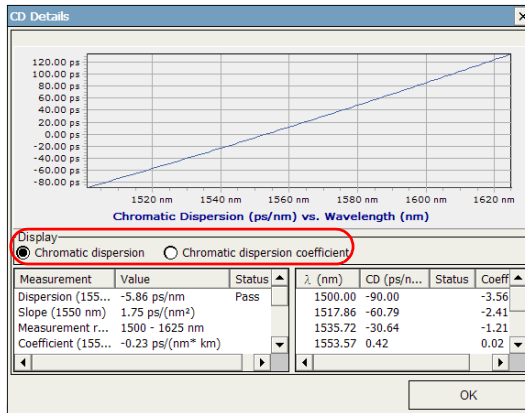 CD Details
120.00 ps
100.00 ps
80.00 ps
60.00 ps
40.00 ps
20.00 ps
0.00 ps
-20.00 ps
-40.00 ps
-60.00 ps
-80.00 ps
1520 nm 1540 nm 1560 nm 1580 nm 1600 nm 1620 nm
Chromatic Dispersion (ps/nm) vs. Wavelength (nm)
Display
Chromatic dispersion Chromatic dispersion coefficient
Measurement Value Status
Dispersion (155... -5.86 ps/nm Pass
Slope (1550 nm) 1.75 ps/(nm²)
Measurement r... 1500 - 1625 nm
Coefficient (155... -0.23 ps/(nm* km)
λ (nm) CD (ps/n... Status Coeff
1500.00 -90.00 -3.56
1517.86 -60.79 -2.41
1535.72 -30.64 -1.21
1553.57 0.42 0.02
OK